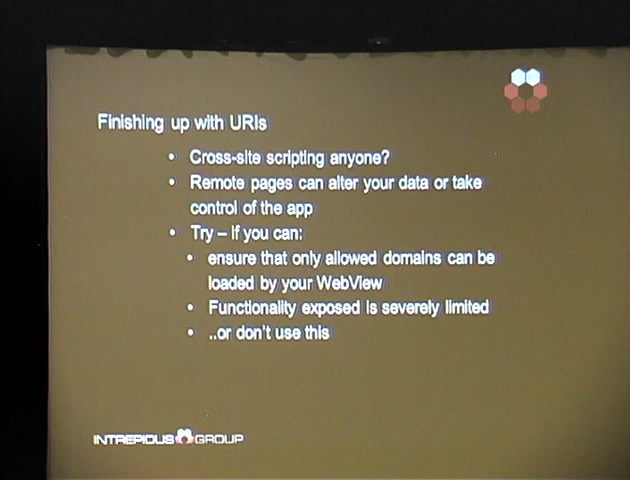 Finishing up with URIs
• Cross-site scripting anyone?
• Remote pages can alter your data or take
control of the app
• Try – If you can:
• ensure that only allowed domains can be
loaded by your WebView
• Functionality exposed is severely limited
• ..or don't use this
INTREPIDUS GROUP